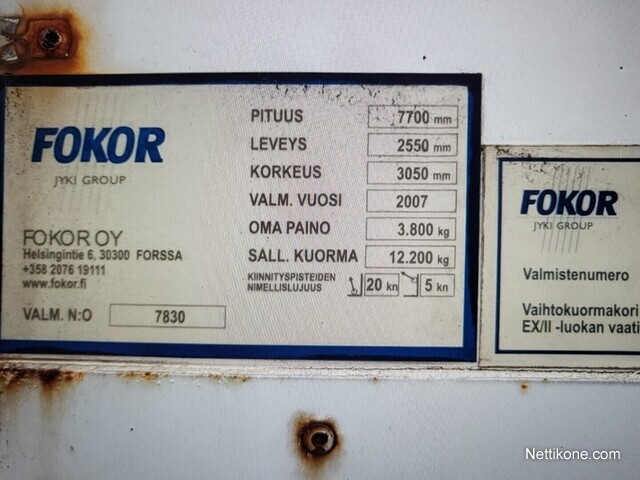 FOKOR
JYKI GROUP
FOKOR OY
Helsingintie 6, 30300 FORSSA
+358 2076 19111
www.fokor.fi
VALM. N:O 7830
PITUUS 7700 mm
LEVEYS 2550 mm
KORKEUS 3050 mm
VALM. VUOSI 2007
OMA PAINO 3.800 kg
SALL. KUORMA 12.200 kg
KIINNITYSPISTEIDEN
NIMELLISLUJUUS 20 kn 5 kn
FOKOR
JYKI GROUP
Valmistenumero
Vaihtokuormakori
EX/II -luokan vaati
Nettikone.com